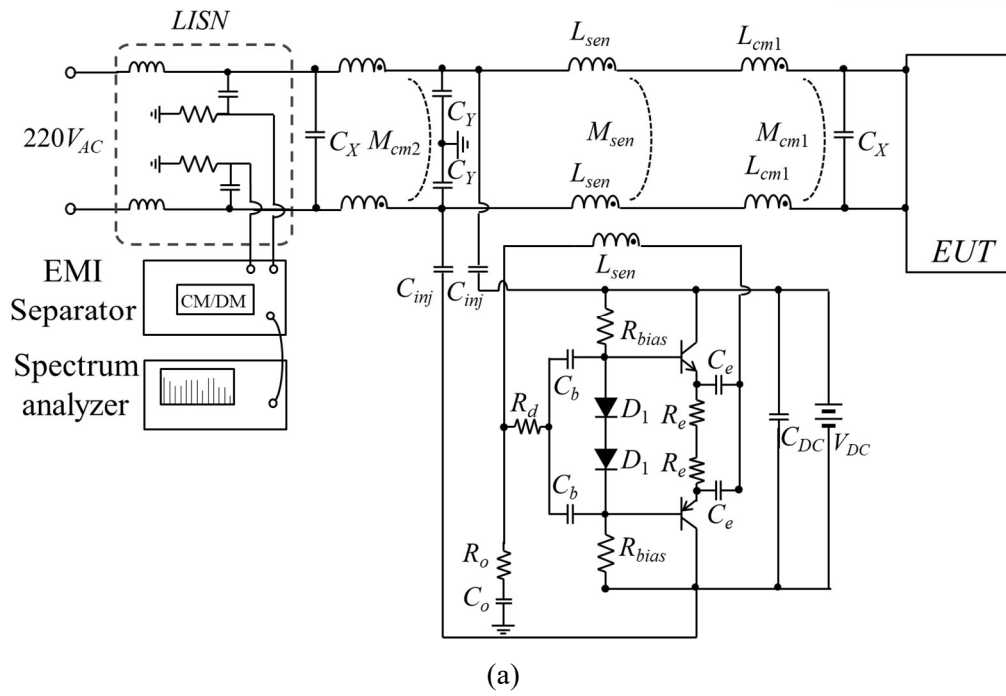 LISN
L_sen
L_cm1
220V_AC
C_X
M_cm2
C_Y
C_Y
M_sen
M_cm1
C_X
L_sen
L_cm1
EUT
EMI
Separator
CM/DM
L_sen
C_inj
C_inj
R_bias
Spectrum
analyzer
C_b
C_e
R_d
D_1
R_e
C_DC
V_DC
D_1
R_e
C_b
C_e
R_o
R_bias
C_o
(a)